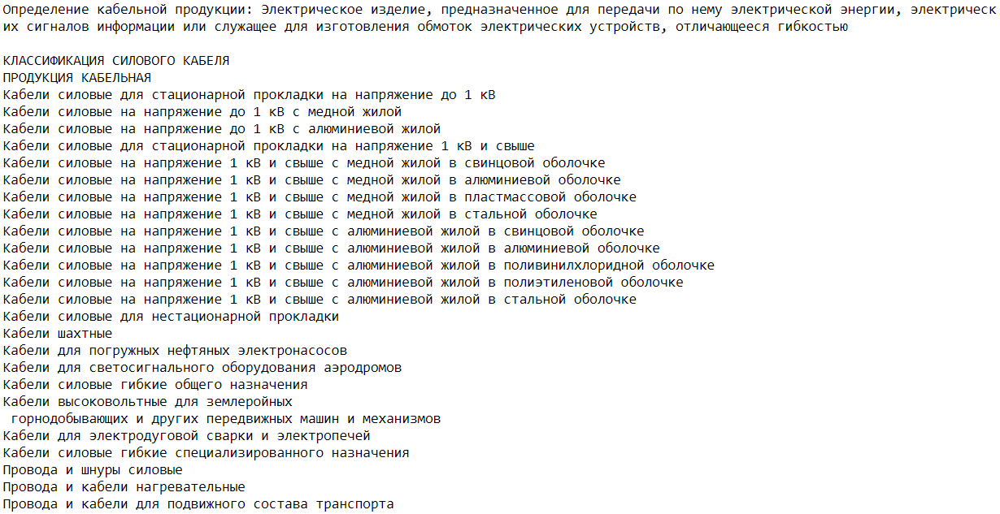 Определение кабельной продукции: Электрическое изделие, предназначенное для передачи по нему электрической энергии, электрическ
их сигналов информации или служащее для изготовления обмоток электрических устройств, отличающееся гибкостью
КЛАССИФИКАЦИЯ СИЛОВОГО КАБЕЛЯ
ПРОДУКЦИЯ КАБЕЛЬНАЯ
Кабели силовые для стационарной прокладки на напряжение до 1 кВ
Кабели силовые на напряжение до 1 кВ с медной жилой
Кабели силовые на напряжение до 1 кВ с алюминиевой жилой
Кабели силовые для стационарной прокладки на напряжение 1 кВ и свыше
Кабели силовые на напряжение 1 кВ и свыше с медной жилой в свинцовой оболочке
Кабели силовые на напряжение 1 кВ и свыше с медной жилой в алюминиевой оболочке
Кабели силовые на напряжение 1 кВ и свыше с медной жилой в пластмассовой оболочке
Кабели силовые на напряжение 1 кВ и свыше с медной жилой в стальной оболочке
Кабели силовые на напряжение 1 кВ и свыше с алюминиевой жилой в свинцовой оболочке
Кабели силовые на напряжение 1 кВ и свыше с алюминиевой жилой в алюминиевой оболочке
Кабели силовые на напряжение 1 кВ и свыше с алюминиевой жилой в поливинилхлоридной оболочке
Кабели силовые на напряжение 1 кВ и свыше с алюминиевой жилой в полиэтиленовой оболочке
Кабели силовые на напряжение 1 кВ и свыше с алюминиевой жилой в стальной оболочке
Кабели силовые для нестационарной прокладки
Кабели шахтные
Кабели для погружных нефтяных электронасосов
Кабели для светосигнального оборудования аэродромов
Кабели силовые гибкие общего назначения
Кабели высоковольтные для землеройных
горнодобывающих и других передвижных машин и механизмов
Кабели для электродуговой сварки и электропечей
Кабели силовые гибкие специализированного назначения
Провода и шнуры силовые
Провода и кабели нагревательные
Провода и кабели для подвижного состава транспорта